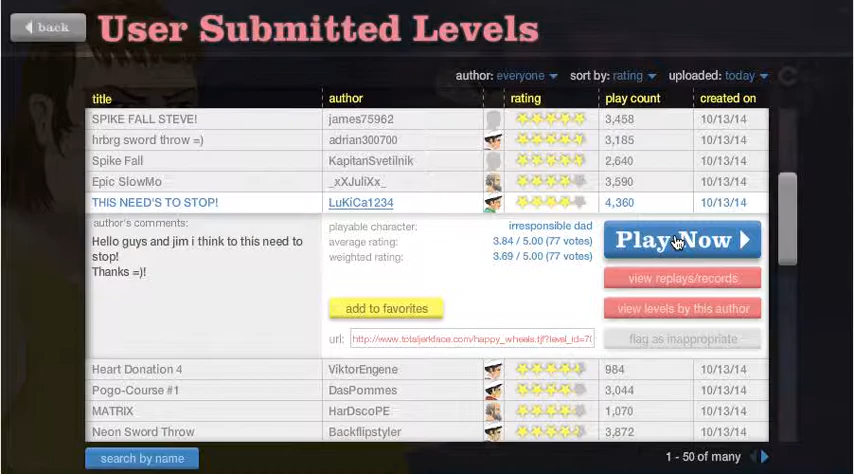 back
User Submitted Levels
author: everyone sort by: rating uploaded: today
title author rating play count created on
SPIKE FALL STEVE! james75962 3,458 10/13/14
hrbrg sword throw =) adrian300700 3,185 10/13/14
Spike Fall KapitanSvetilnik 2,640 10/13/14
Epic SlowMo _xXJuliXx_ 3,590 10/13/14
THIS NEED'S TO STOP! LuKiCa1234 4,360 10/13/14
author's comments:
Hello guys and jim i think to this need to
stop!
Thanks =)!
playable character: irresponsible dad
average rating: 3.84 / 5.00 (77 votes)
weighted rating: 3.69 / 5.00 (77 votes)
add to favorites
url: http://www.totaljerkface.com/happy_wheels.tjf?level_id=7(
Play Now
view replays/records
view levels by this author
flag as inappropriate
Heart Donation 4 ViktorEngene 984 10/13/14
Pogo-Course #1 DasPommes 3,044 10/13/14
MATRIX HarDscoPE 1,070 10/13/14
Neon Sword Throw Backflipstyler 3,872 10/13/14
search by name
1 - 50 of many